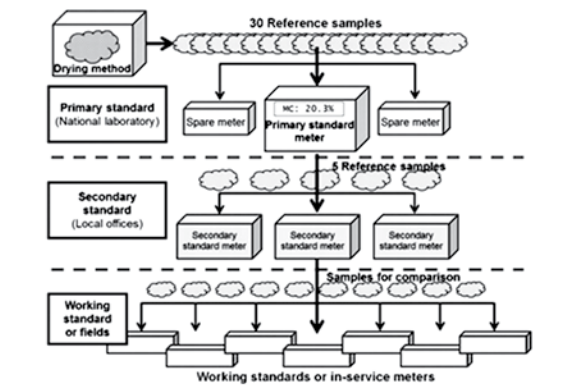 30 Reference samples
Drying method
Primary standard
(National laboratory)
Spare meter
MC: 20.3%
Primary standard
meter
Spare meter
5 Reference samples
Secondary
standard
(Local offices)
Secondary
standard meter
Secondary
standard meter
Secondary
standard meter
Samples for comparison
Working
standard
or fields
Working standards or in-service meters